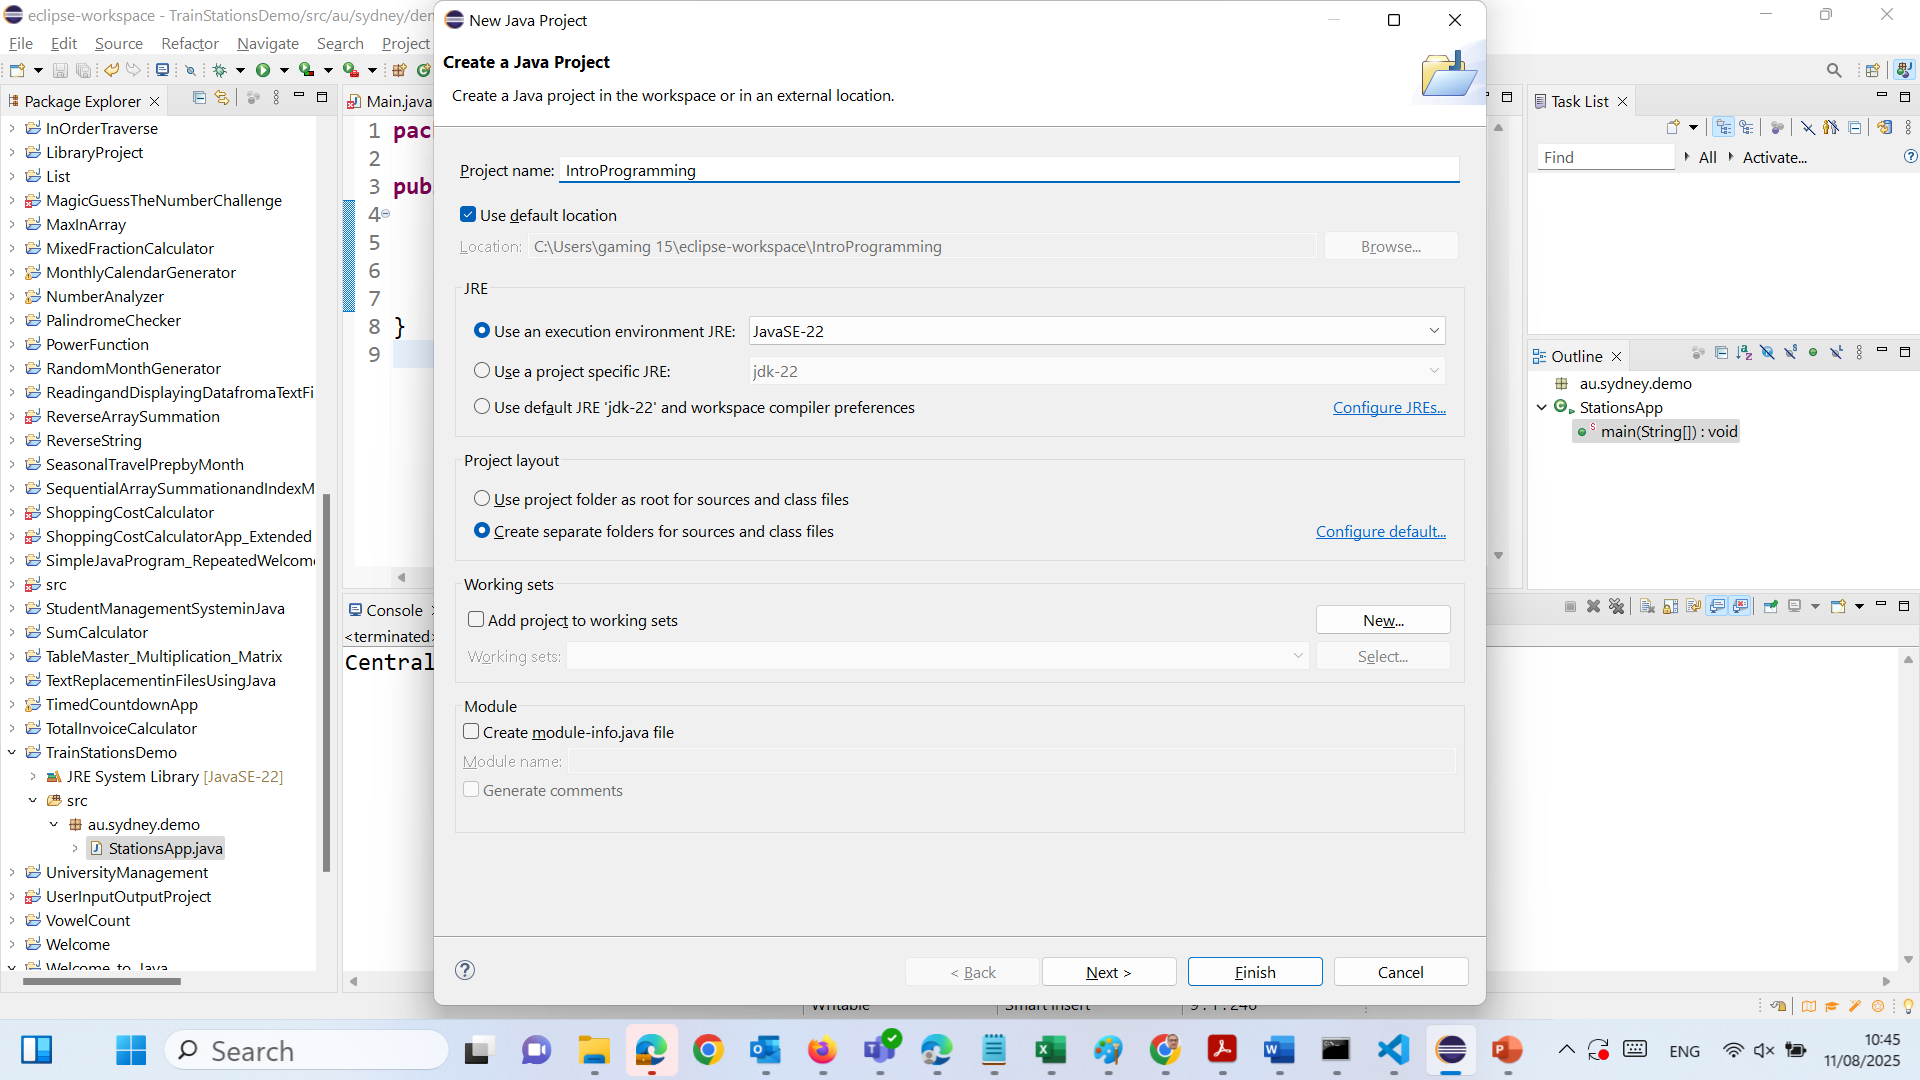 eclipse-workspace - TrainStationsDemo/src/au/sydney/den
File Edit Source Refactor Navigate Search Project
Package Explorer
InOrderTraverse
LibraryProject
List
MagicGuessTheNumberChallenge
MaxInArray
MixedFractionCalculator
MonthlyCalendarGenerator
NumberAnalyzer
PalindromeChecker
PowerFunction
RandomMonthGenerator
ReadingandDisplayingDatafromaTextFi
ReverseArraySummation
ReverseString
SeasonalTravelPrepbyMonth
SequentialArraySummationandIndexM
ShoppingCostCalculator
ShoppingCostCalculatorApp_Extended
SimpleJavaProgram_RepeatedWelcome
src
StudentManagementSysteminJava
SumCalculator
TableMaster_Multiplication_Matrix
TextReplacementinFilesUsingJava
TimedCountdownApp
TotalInvoiceCalculator
TrainStationsDemo
JRE System Library [JavaSE-22]
src
au.sydney.demo
StationsApp.java
UniversityManagement
UserInputOutputProject
VowelCount
Welcome
Welcome_to_Java
Main.java
1 pac
2
3 pub
4
5
6
7
8 }
9
Console
<terminated>
Central
New Java Project
Create a Java Project
Create a Java project in the workspace or in an external location.
Project name: IntroProgramming
Use default location
Location: C:\Users\gaming 15\eclipse-workspace\IntroProgramming Browse...
JRE
Use an execution environment JRE: JavaSE-22
Use a project specific JRE: jdk-22
Use default JRE 'jdk-22' and workspace compiler preferences Configure JREs...
Project layout
Use project folder as root for sources and class files
Create separate folders for sources and class files Configure default...
Working sets
Add project to working sets New...
Working sets: Select...
Module
Create module-info.java file
Module name:
Generate comments
< Back Next > Finish Cancel
Writable Smart Insert 9 : 1 : 246
Task List
Find All Activate...
Outline
au.sydney.demo
StationsApp
main(String[]) : void
Search
ENG
10:45
11/08/2025